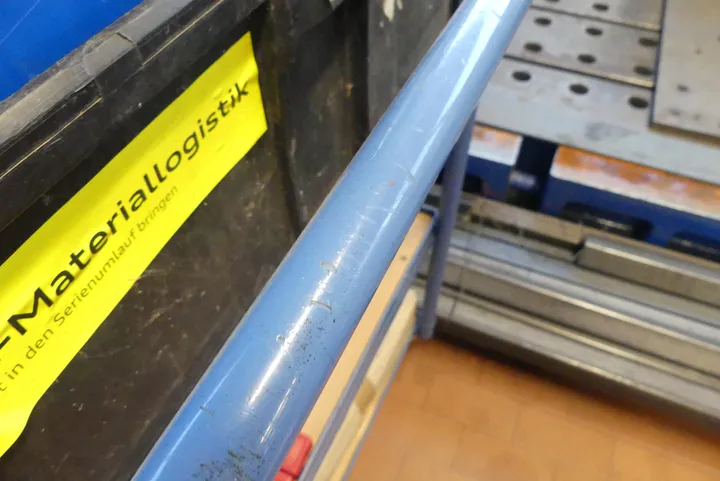 -Materiallogistik
t in den Serienumlauf bringen